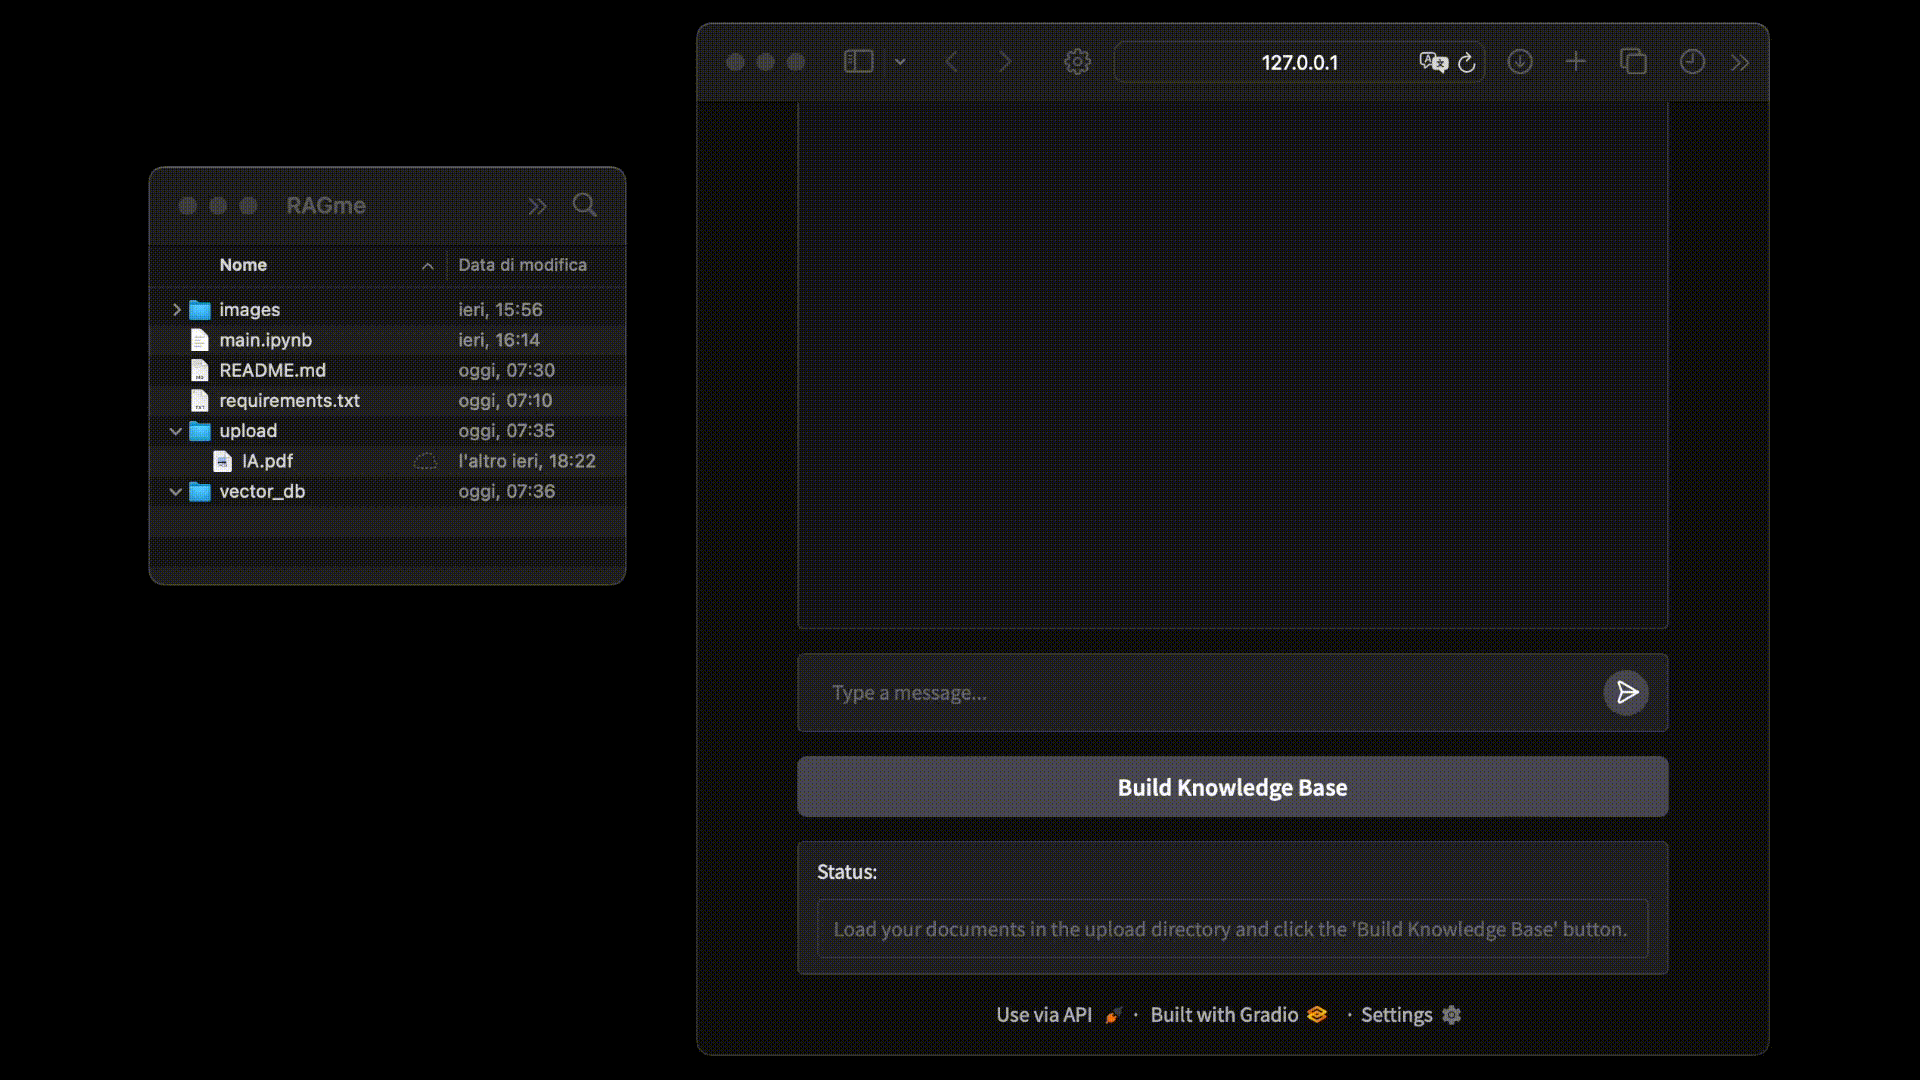 RAGme
Nome Data di modifica
images ieri, 15:56
main.ipynb ieri, 16:14
README.md oggi, 07:30
requirements.txt oggi, 07:10
upload oggi, 07:35
IA.pdf l'altro ieri, 18:22
vector_db oggi, 07:36
127.0.0.1
Type a message...
Build Knowledge Base
Status:
Load your documents in the upload directory and click the 'Build Knowledge Base' button.
Use via API · Built with Gradio · Settings